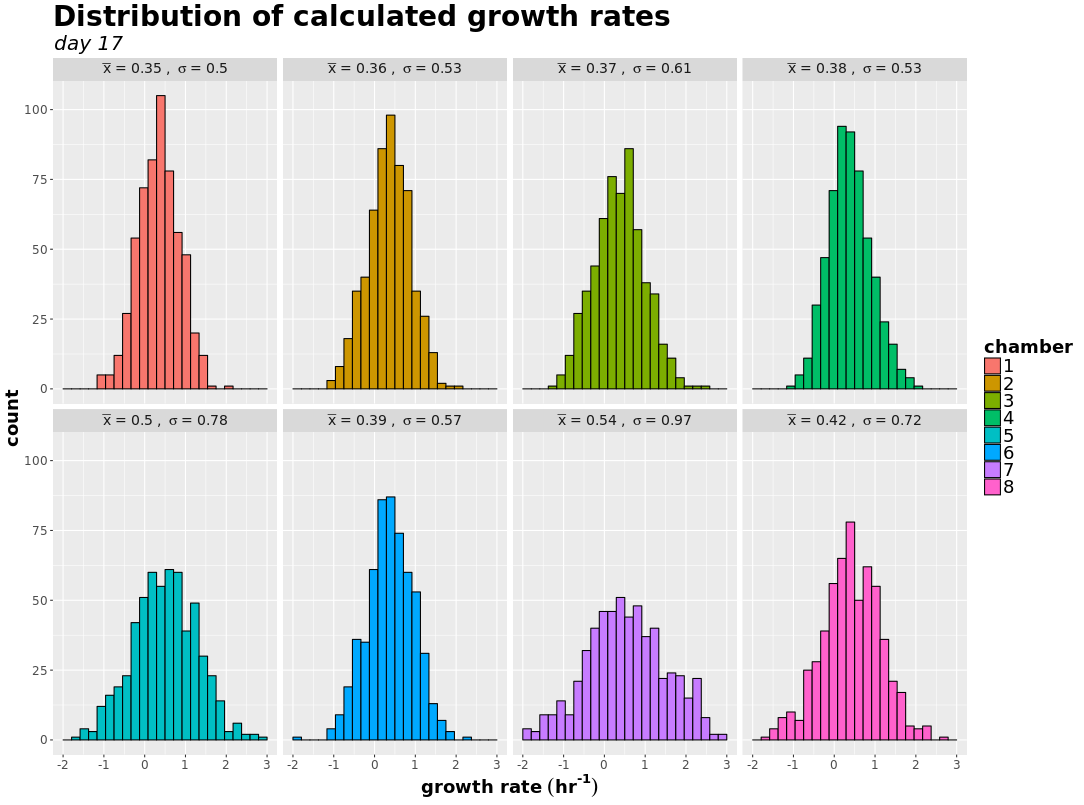 Distribution of calculated growth rates
day 17
x̅ = 0.35 , σ = 0.5
x̅ = 0.36 , σ = 0.53
x̅ = 0.37 , σ = 0.61
x̅ = 0.38 , σ = 0.53
100
75
50
25
0
x̅ = 0.5 , σ = 0.78
x̅ = 0.39 , σ = 0.57
x̅ = 0.54 , σ = 0.97
x̅ = 0.42 , σ = 0.72
100
75
50
25
0
-2 -1 0 1 2 3
-2 -1 0 1 2 3
-2 -1 0 1 2 3
-2 -1 0 1 2 3
count
growth rate (hr⁻¹)
chamber
1
2
3
4
5
6
7
8